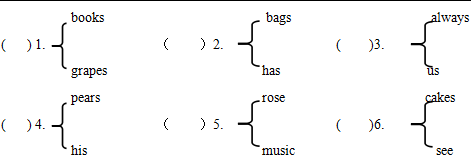 books bags always
( ) 1. ( ) 2. ( )3.
grapes has us
pears rose cakes
( ) 4. ( ) 5. ( )6.
his music see